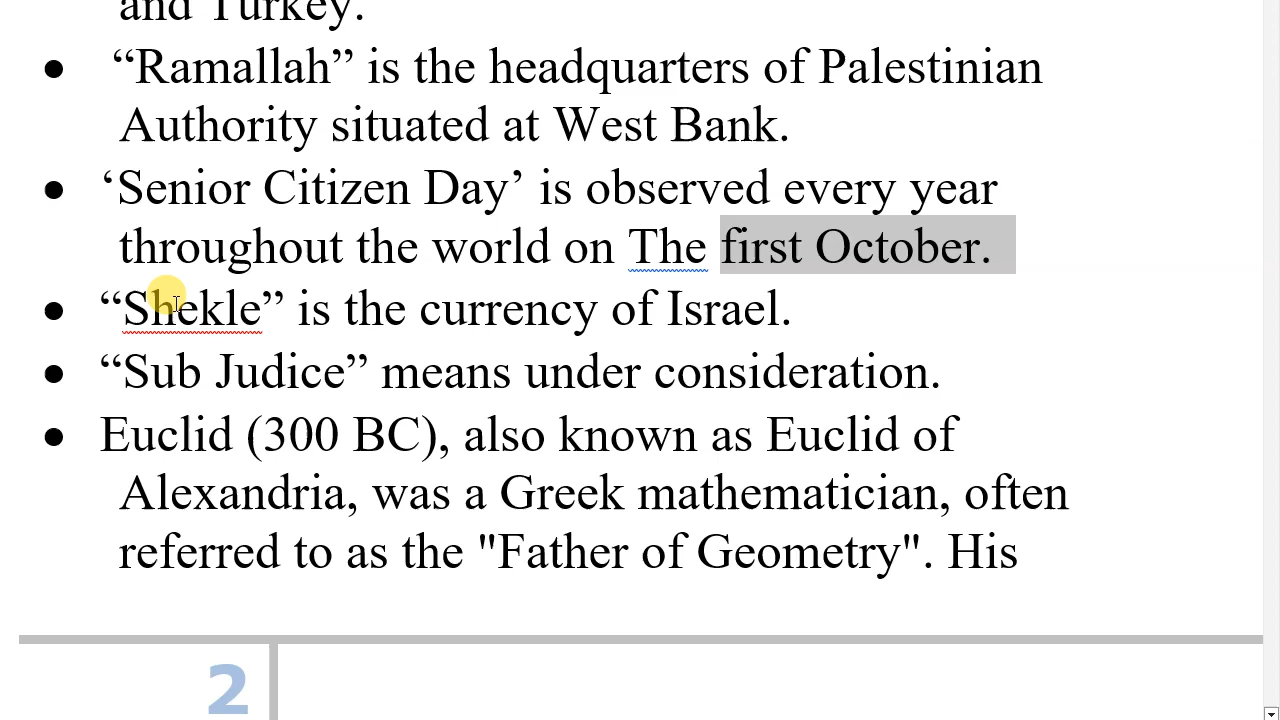 and Turkey.
• “Ramallah” is the headquarters of Palestinian
Authority situated at West Bank.
• ‘Senior Citizen Day’ is observed every year
throughout the world on The first October.
• “Shekle” is the currency of Israel.
• “Sub Judice” means under consideration.
• Euclid (300 BC), also known as Euclid of
Alexandria, was a Greek mathematician, often
referred to as the "Father of Geometry". His
2